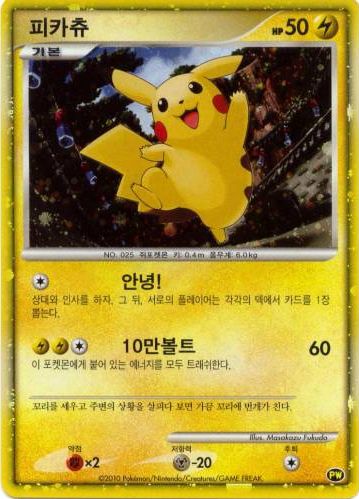 피카츄
HP 50
기본
NO. 025 쥐포켓몬 키: 0.4m 몸무게: 6.0kg
안녕!
상대와 인사를 하자. 그 뒤, 서로의 플레이어는 각각의 덱에서 카드를 1장
뽑는다.
10만볼트 60
이 포켓몬에게 붙어 있는 에너지를 모두 트래쉬한다.
꼬리를 세우고 주변의 상황을 살피다 보면 가끔 꼬리에 번개가 친다.
Illus. Masakazu Fukuda
약점 저항력 후퇴
×2 -20
©2010 Pokémon/Nintendo/Creatures/GAME FREAK.
PW